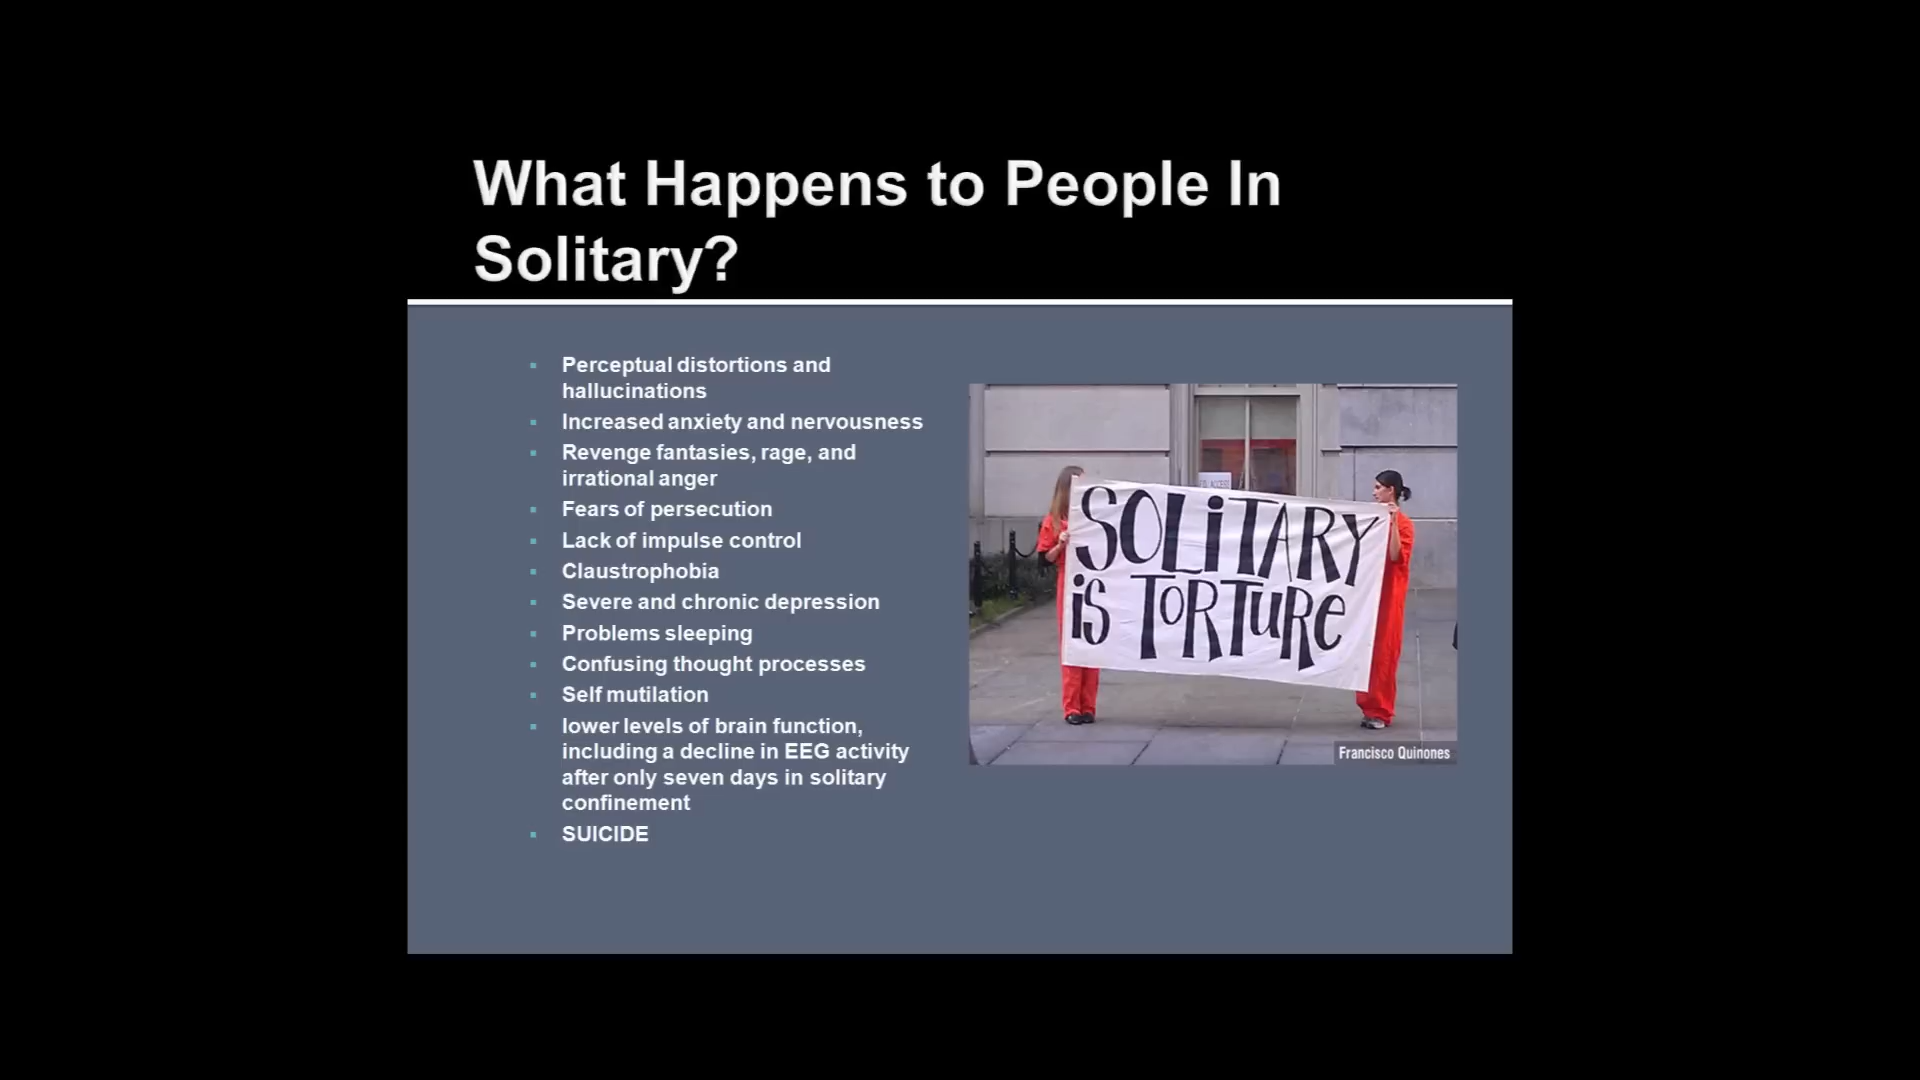 What Happens to People In
Solitary?
Perceptual distortions and
hallucinations
Increased anxiety and nervousness
Revenge fantasies, rage, and
irrational anger
Fears of persecution
Lack of impulse control
Claustrophobia
Severe and chronic depression
Problems sleeping
Confusing thought processes
Self mutilation
lower levels of brain function,
including a decline in EEG activity
after only seven days in solitary
confinement
SUICIDE
SOLiTARY
iS TORTuRe
Francisco Quinones